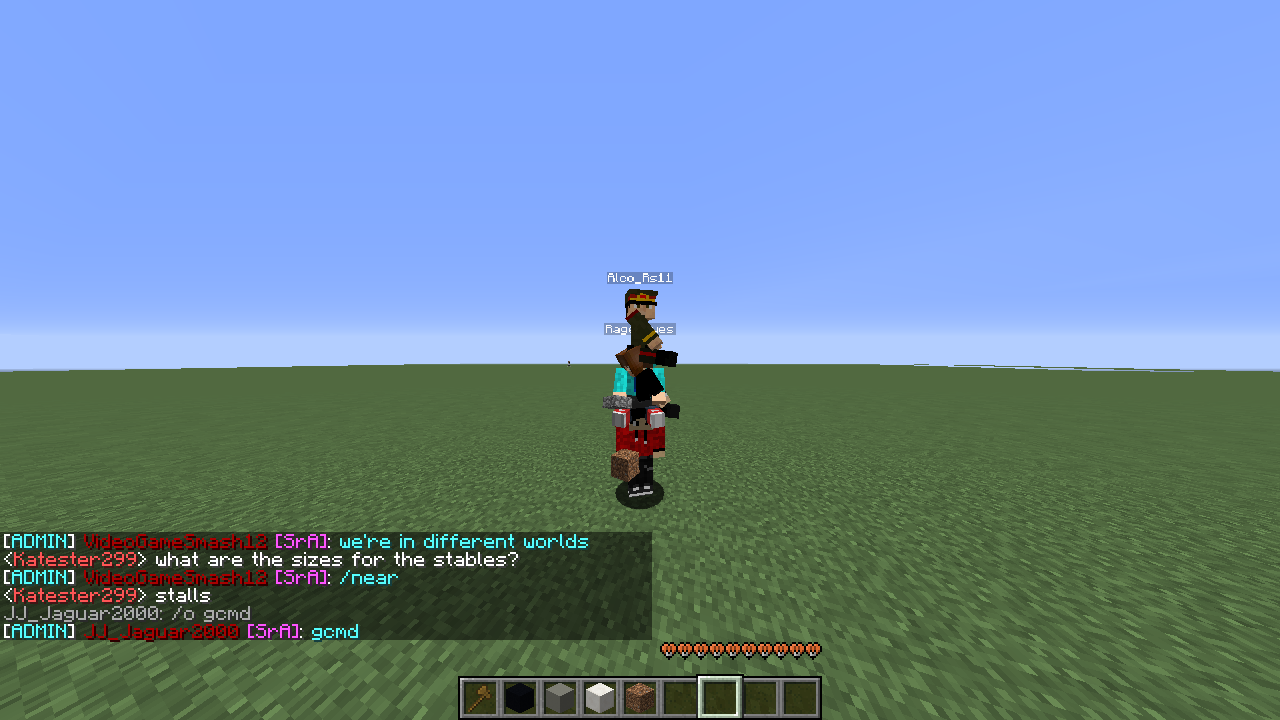 Alco_Rs11
[ADMIN] VideoGameSmash12 [SrA]: we're in different worlds
<Katester299> what are the sizes for the stables?
[ADMIN] VideoGameSmash12 [SrA]: /near
<Katester299> stalls
JJ_Jaguar2000: /o gcmd
[ADMIN] JJ_Jaguar2000 [SrA]: gcmd